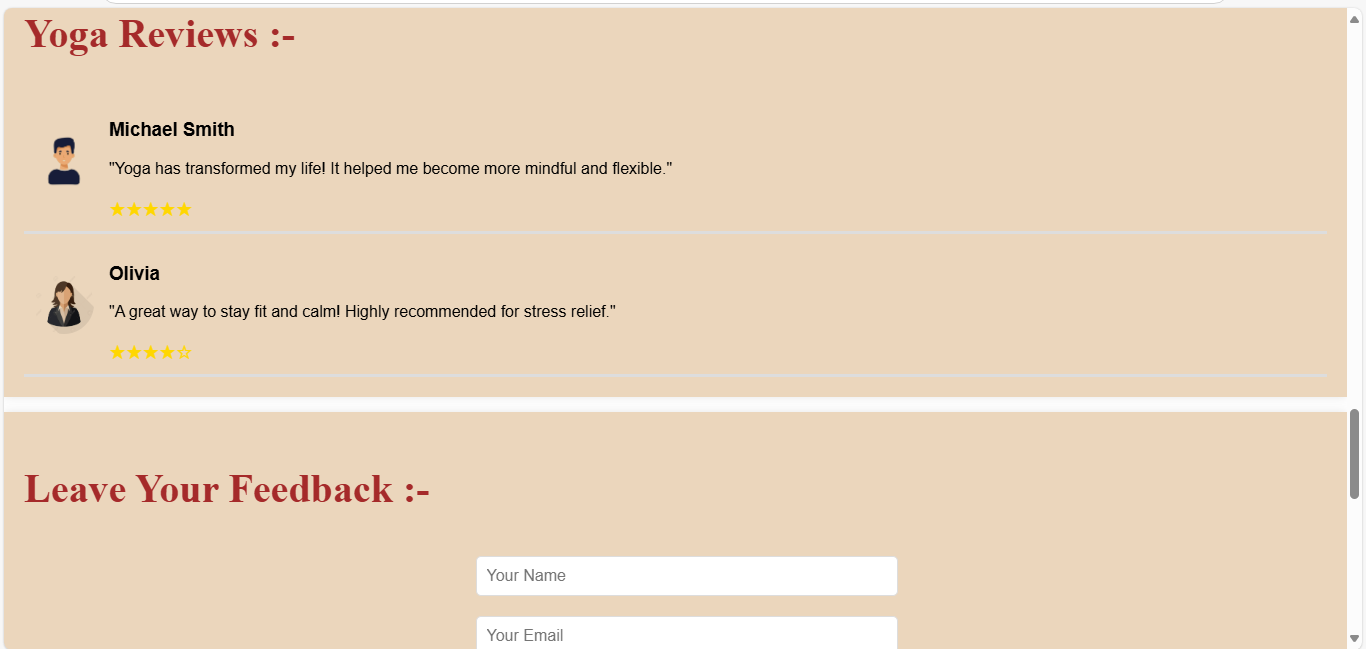 Yoga Reviews :-
Michael Smith
"Yoga has transformed my life! It helped me become more mindful and flexible."
★★★★★
Olivia
"A great way to stay fit and calm! Highly recommended for stress relief."
★★★★☆
Leave Your Feedback :-
Your Name
Your Email